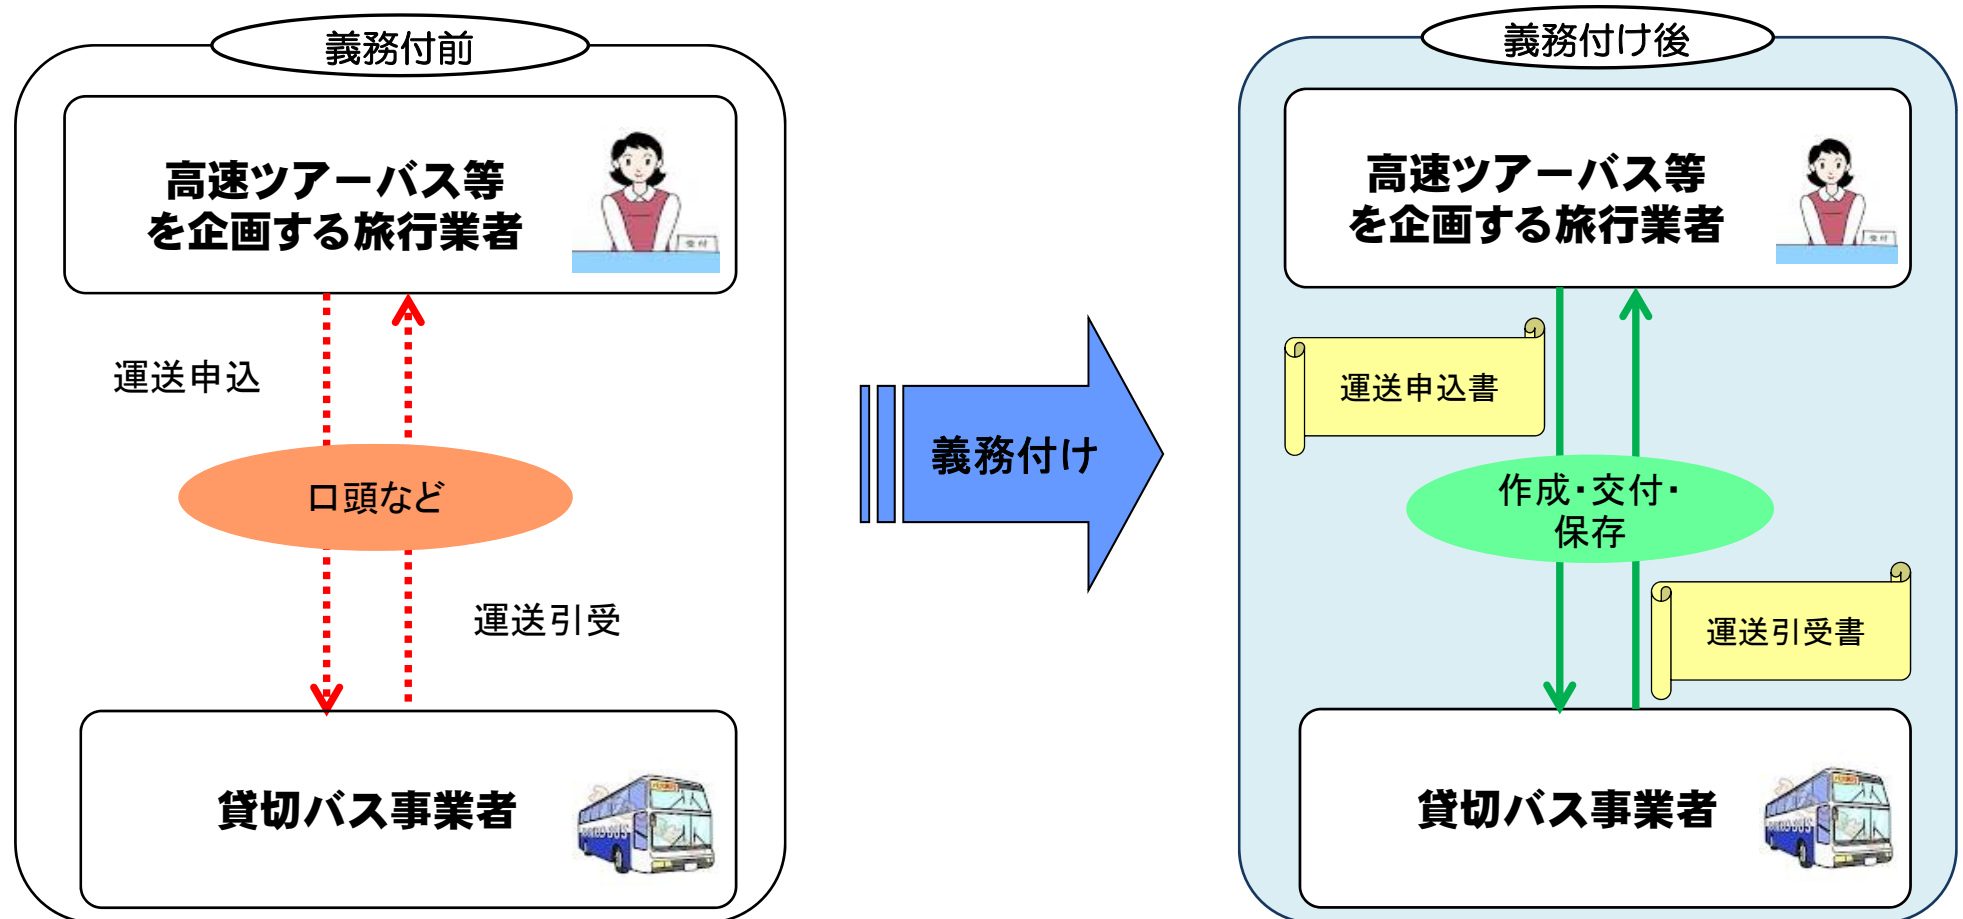 義務付前
高速ツアーバス等
を企画する旅行業者
受付
運送申込
口頭など
運送引受
貸切バス事業者
義務付け
義務付け後
高速ツアーバス等
を企画する旅行業者
受付
運送申込書
作成・交付・
保存
運送引受書
貸切バス事業者